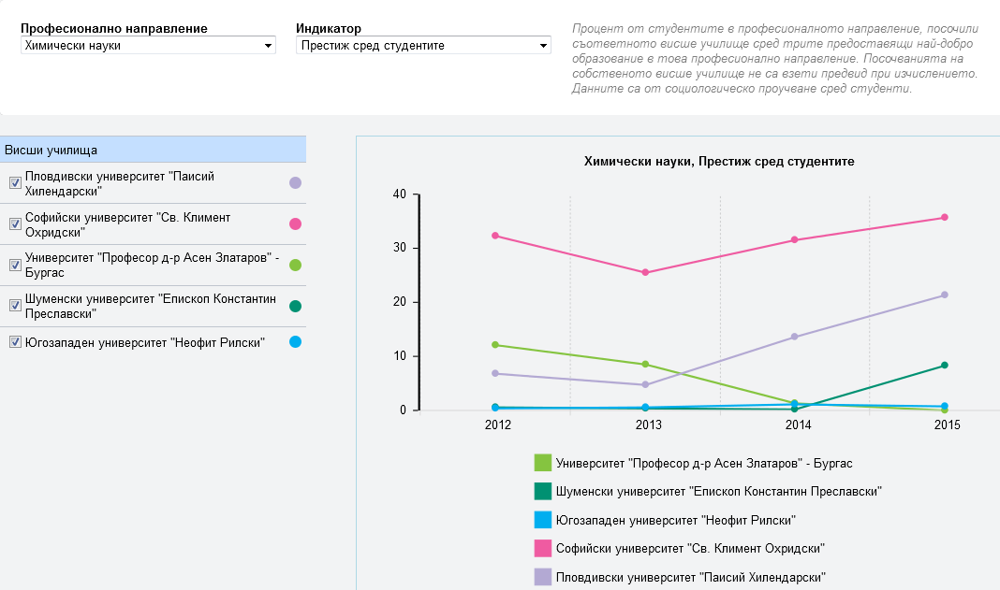 Професионално направление
Химически науки
Индикатор
Престиж сред студентите
Процент от студентите в професионалното направление, посочили
съответното висше училище сред трите предоставящи най-добро
образование в това професионално направление. Посочванията на
собственото висше училище не са взети предвид при изчислението.
Данните са от социологическо проучване сред студенти.
Висши училища
Пловдивски университет "Паисий
Хилендарски"
Софийски университет "Св. Климент
Охридски"
Университет "Професор д-р Асен Златаров" -
Бургас
Шуменски университет "Епископ Константин
Преславски"
Югозападен университет "Неофит Рилски"
Химически науки, Престиж сред студентите
40
30
20
10
0
2012 2013 2014 2015
Университет "Професор д-р Асен Златаров" - Бургас
Шуменски университет "Епископ Константин Преславски"
Югозападен университет "Неофит Рилски"
Софийски университет "Св. Климент Охридски"
Пловдивски университет "Паисий Хилендарски"